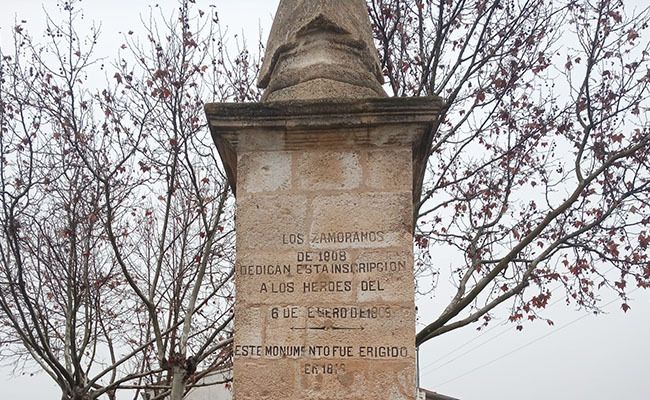 LOS ZAMORANOS
DE 1908
DEDICAN ESTA INSCRIPCION
A LOS HEROES DEL
6 DE ENERO DE 1809
ESTE MONUMENTO FUE ERIGIDO
EN